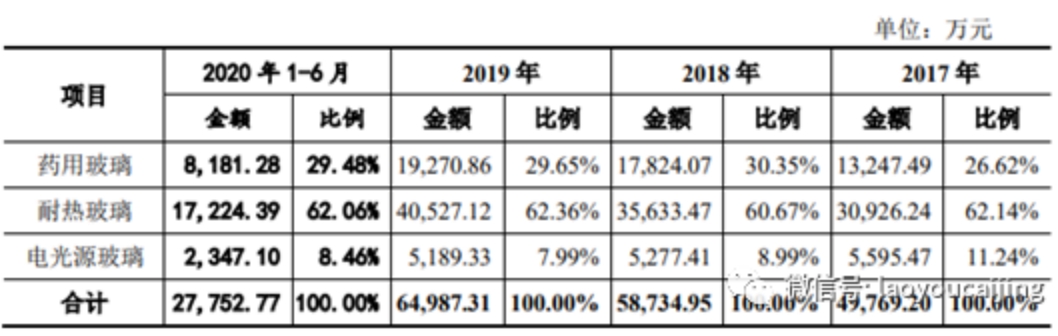 单位：万元
项目 2020 年 1-6 月 2019 年 2018 年 2017 年
金额 比例 金额 比例 金额 比例 金额 比例
药用玻璃 8,181.28 29.48% 19,270.86 29.65% 17,824.07 30.35% 13,247.49 26.62%
耐热玻璃 17,224.39 62.06% 40,527.12 62.36% 35,633.47 60.67% 30,926.24 62.14%
电光源玻璃 2,347.10 8.46% 5,189.33 7.99% 5,277.41 8.99% 5,595.47 11.24%
合计 27,752.77 100.00% 64,987.31 100.00% 58,734.95 100.00% 49,769.20 100.00%
微信号: laoyoucaijing